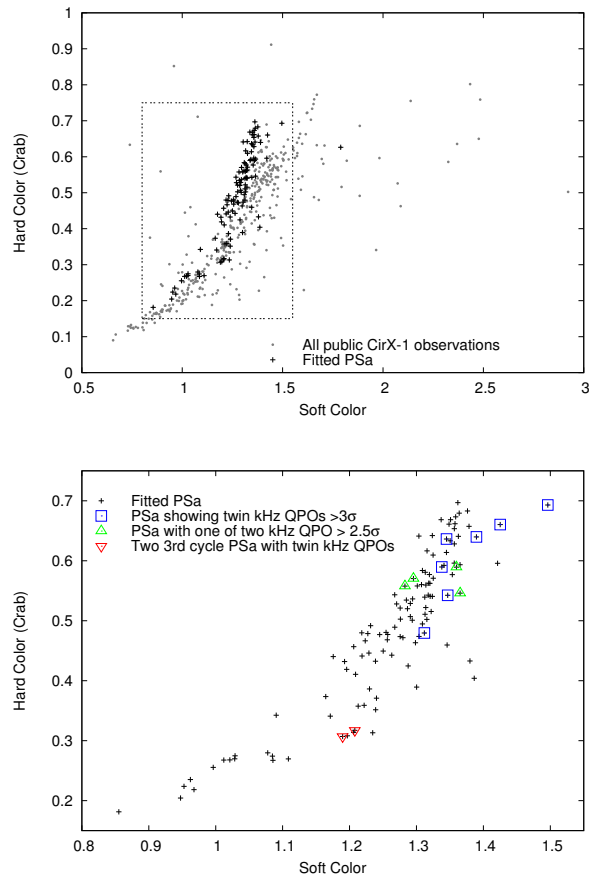 Hard Color (Crab)
1
0.9
0.8
0.7
0.6
0.5
0.4
0.3
0.2
0.1
0
0.5 1 1.5 2 2.5 3
Soft Color
All public CirX-1 observations
Fitted PSa
Hard Color (Crab)
0.7
0.6
0.5
0.4
0.3
0.2
0.8 0.9 1 1.1 1.2 1.3 1.4 1.5
Soft Color
Fitted PSa
PSa showing twin kHz QPOs >3σ
PSa with one of two kHz QPO > 2.5σ
Two 3rd cycle PSa with twin kHz QPOs